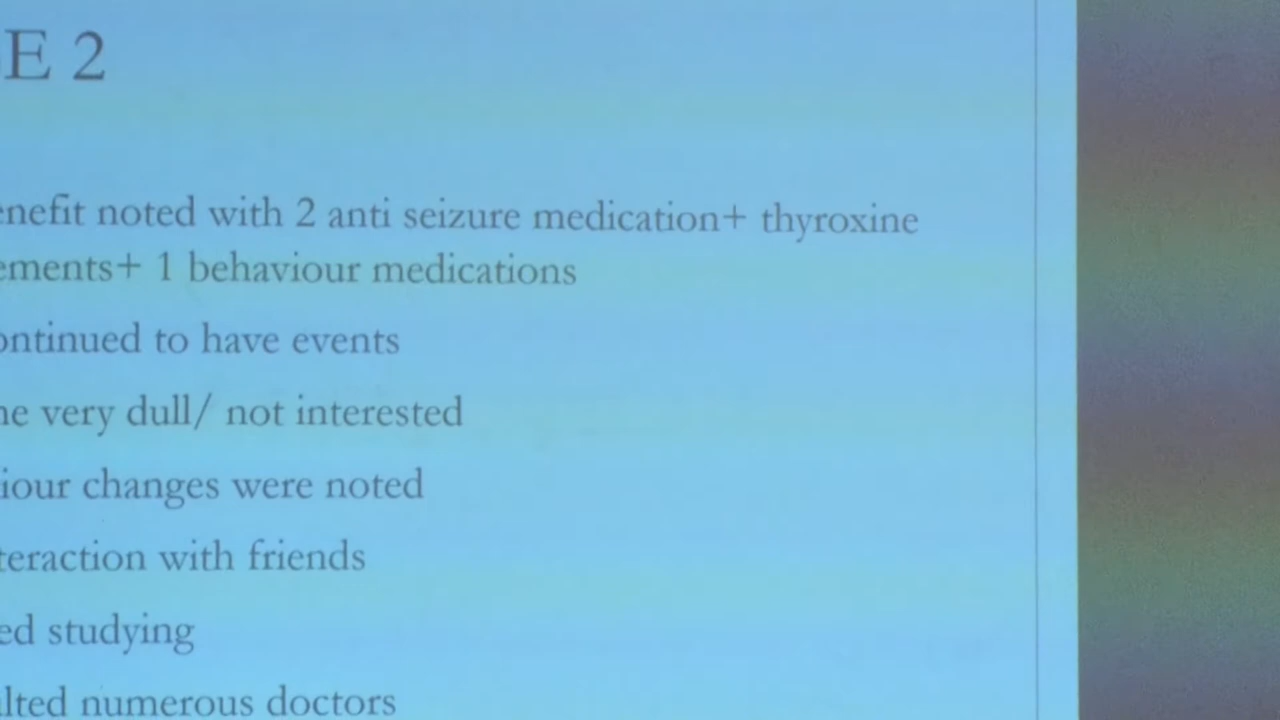 E 2
enefit noted with 2 anti seizure medication+ thyroxine
ements+ 1 behaviour medications
ontinued to have events
ne very dull/ not interested
iour changes were noted
teraction with friends
ed studying
ulted numerous doctors